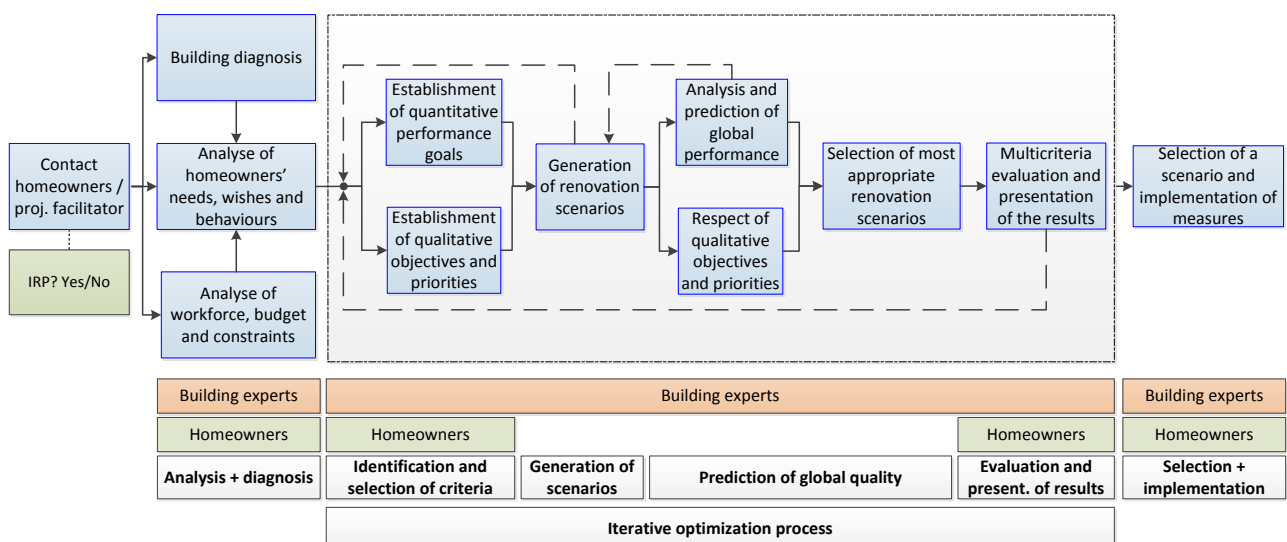 Building diagnosis
Contact
homeowners /
proj. facilitator
IRP? Yes/No
Analyse of
homeowners'
needs, wishes and
behaviours
Analyse of
workforce, budget
and constraints
Establishment
of quantitative
performance
goals
Establishment
of qualitative
objectives and
priorities
Generation
of renovation
scenarios
Analysis and
prediction of
global
performance
Respect of
qualitative
objectives
and priorities
Selection of most
appropriate
renovation
scenarios
Multicriteria
evaluation and
presentation
of the results
Selection of a
scenario and
implementation of
measures
Building experts
Building experts
Building experts
Homeowners
Homeowners
Homeowners
Homeowners
Analysis + diagnosis
Identification and
selection of criteria
Generation of
scenarios
Prediction of global quality
Evaluation and
present. of results
Selection +
implementation
Iterative optimization process